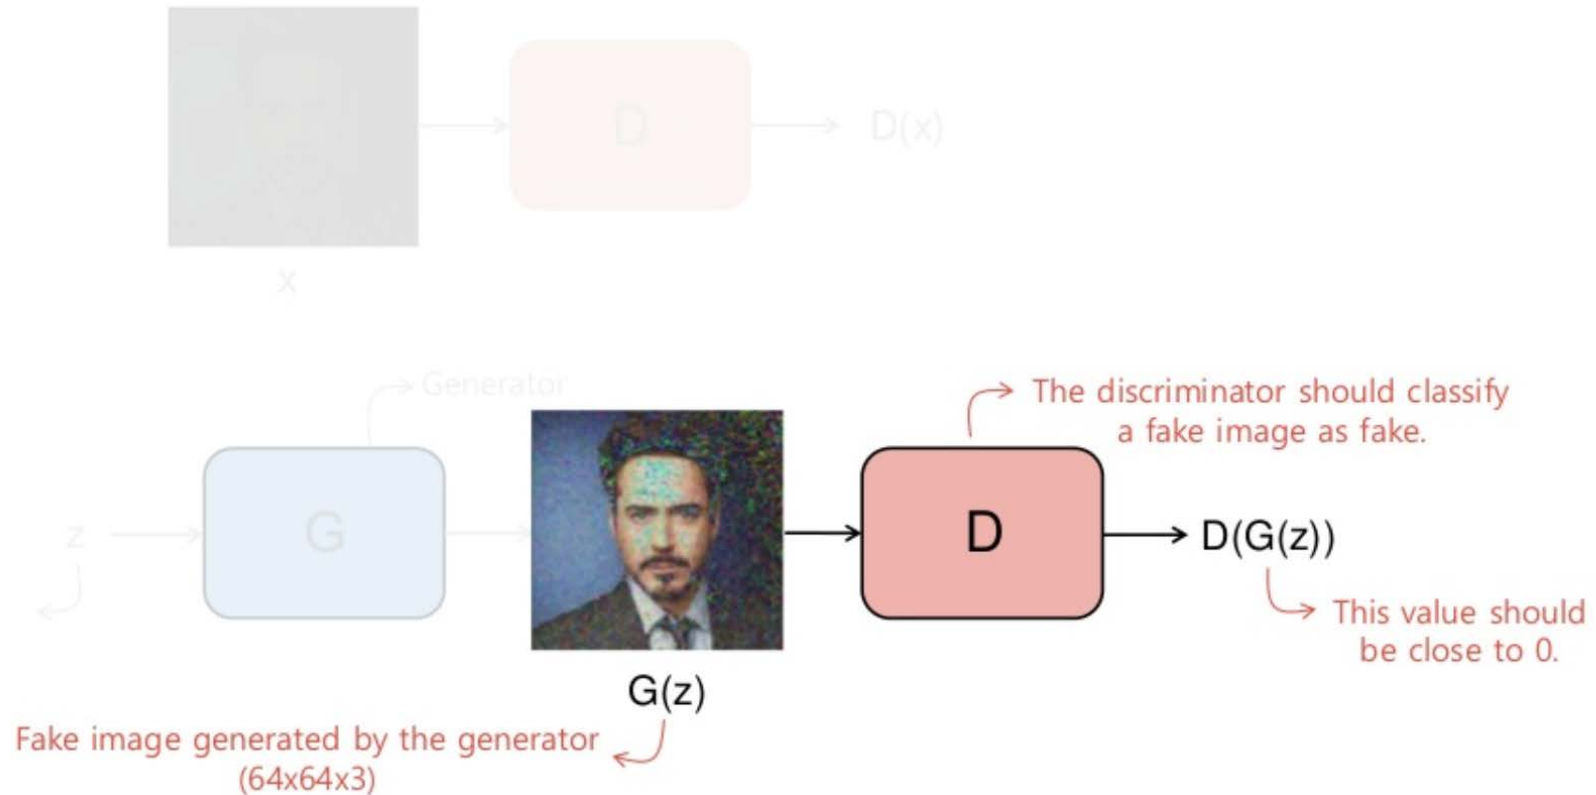 D
D(x)
x
Generator
The discriminator should classify
a fake image as fake.
z
G
D
D(G(z))
This value should
be close to 0.
G(z)
Fake image generated by the generator
(64x64x3)